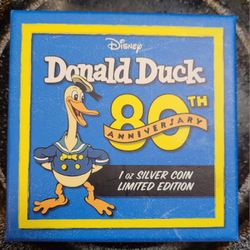 Disney
Donald Duck
80TH
ANNIVERSARY
1 oz SILVER COIN
LIMITED EDITION